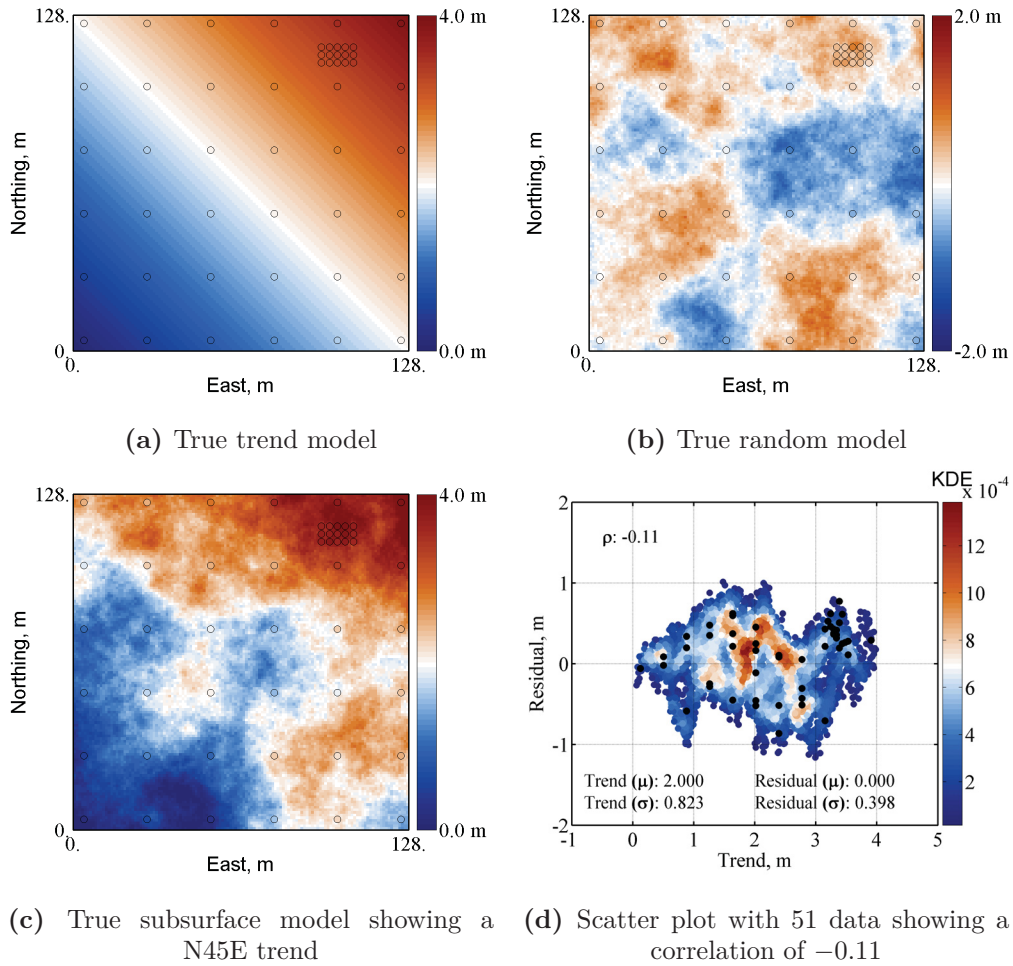 128.
4.0 m
Northing, m
0.
0.0 m
0.
128.
East, m
(a) True trend model
128.
2.0 m
Northing, m
0.
-2.0 m
0.
128.
East, m
(b) True random model
128.
4.0 m
Northing, m
0.
0.0 m
0.
128.
East, m
(c) True subsurface model showing a
N45E trend
KDE
x 10-4
2
1
0
-1
-2
Residual, m
ρ: -0.11
14
12
10
8
6
4
2
Trend (μ): 2.000 Residual (μ): 0.000
Trend (σ): 0.823 Residual (σ): 0.398
-1 0 1 2 3 4 5
Trend, m
(d) Scatter plot with 51 data showing a
correlation of −0.11